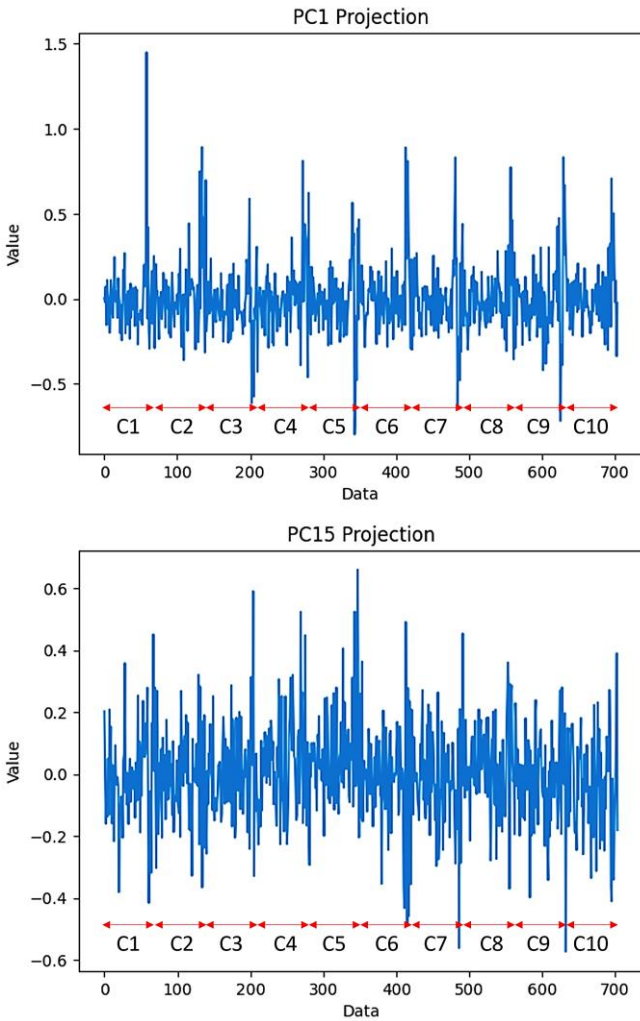 PC1 Projection
1.5
1.0
0.5
0.0
−0.5
Value
C1 C2 C3 C4 C5 C6 C7 C8 C9 C10
0 100 200 300 400 500 600 700
Data
PC15 Projection
0.6
0.4
0.2
0.0
−0.2
−0.4
−0.6
Value
C1 C2 C3 C4 C5 C6 C7 C8 C9 C10
0 100 200 300 400 500 600 700
Data